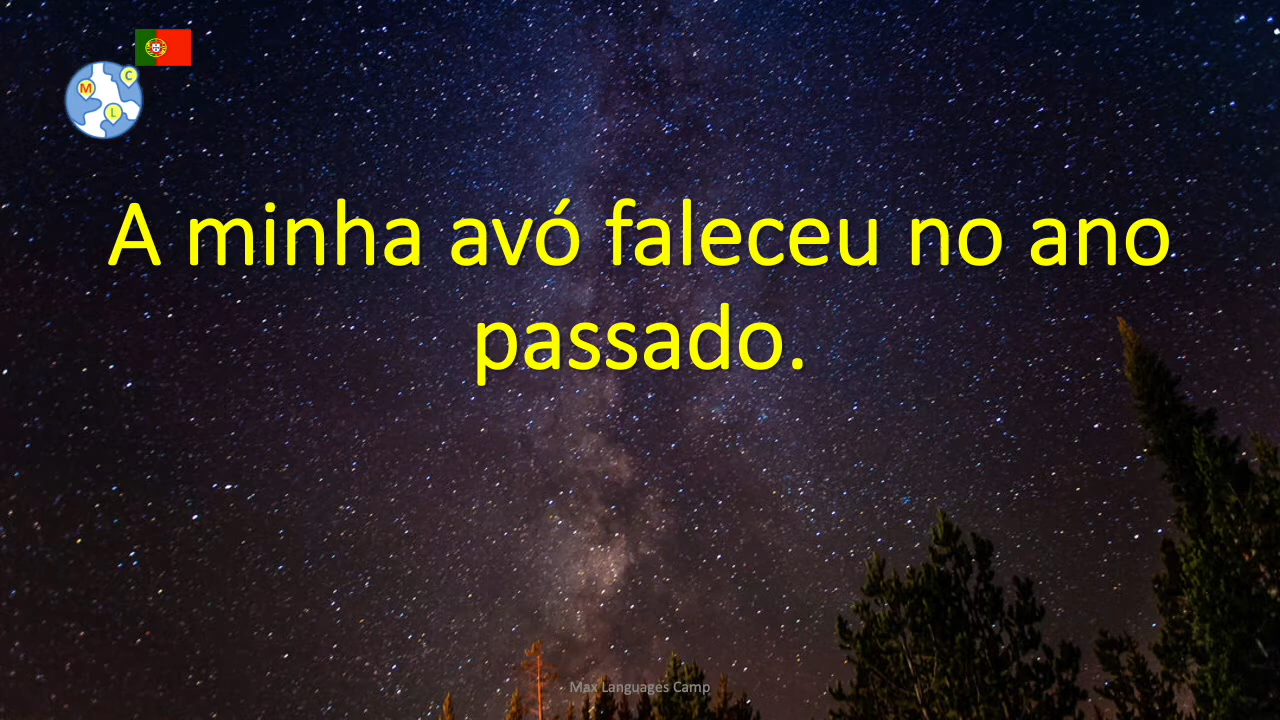 C
M
L
A minha avó faleceu no ano
passado.
Max Languages Camp